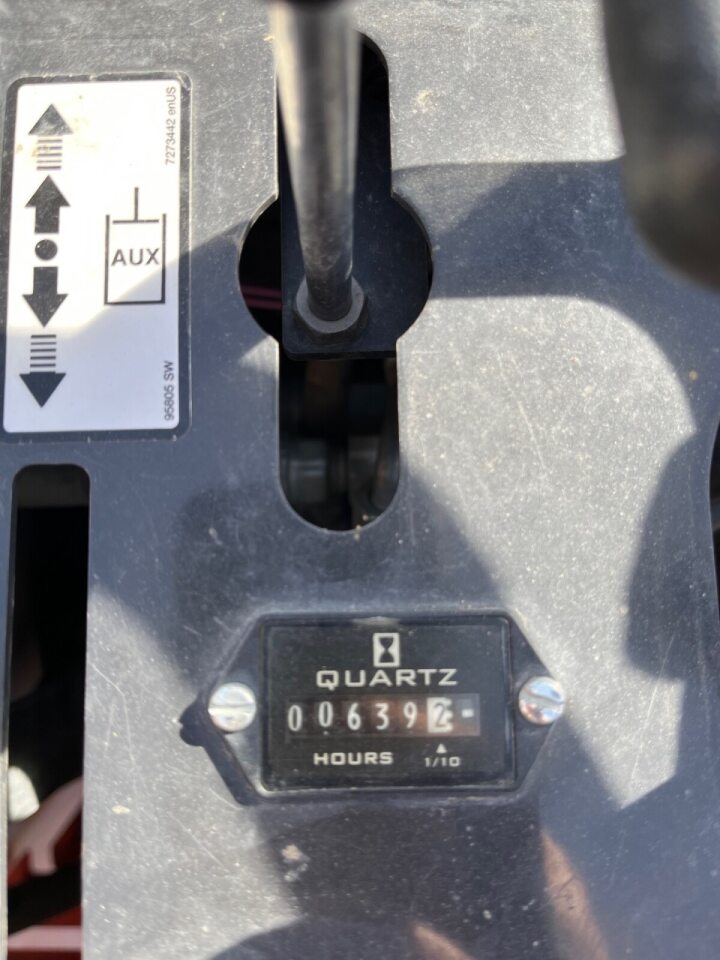 7273442 enUS
AUX
95805 SW
QUARTZ
006392
HOURS 1/10